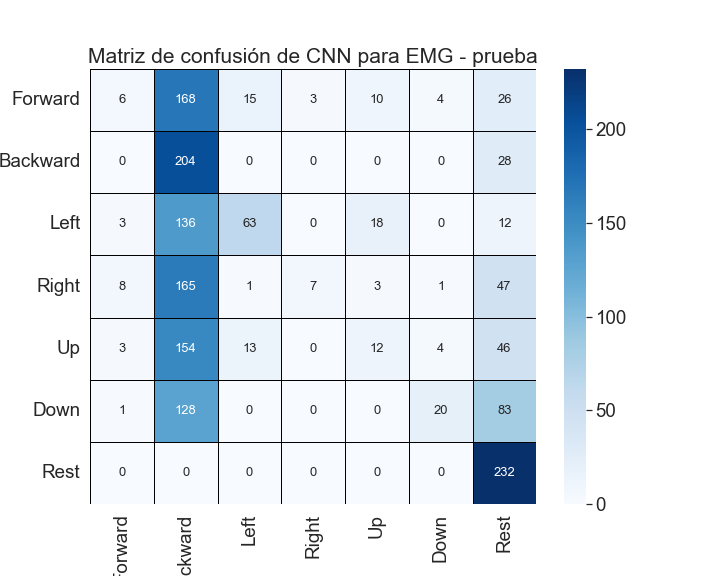 Matriz de confusión de CNN para EMG - prueba
Forward 6 168 15 3 10 4 26
Backward 0 204 0 0 0 0 28
Left 3 136 63 0 18 0 12
Right 8 165 1 7 3 1 47
Up 3 154 13 0 12 4 46
Down 1 128 0 0 0 20 83
Rest 0 0 0 0 0 0 232
Forward
ckward
Left
Right
Up
Down
Rest
200
150
100
50
0